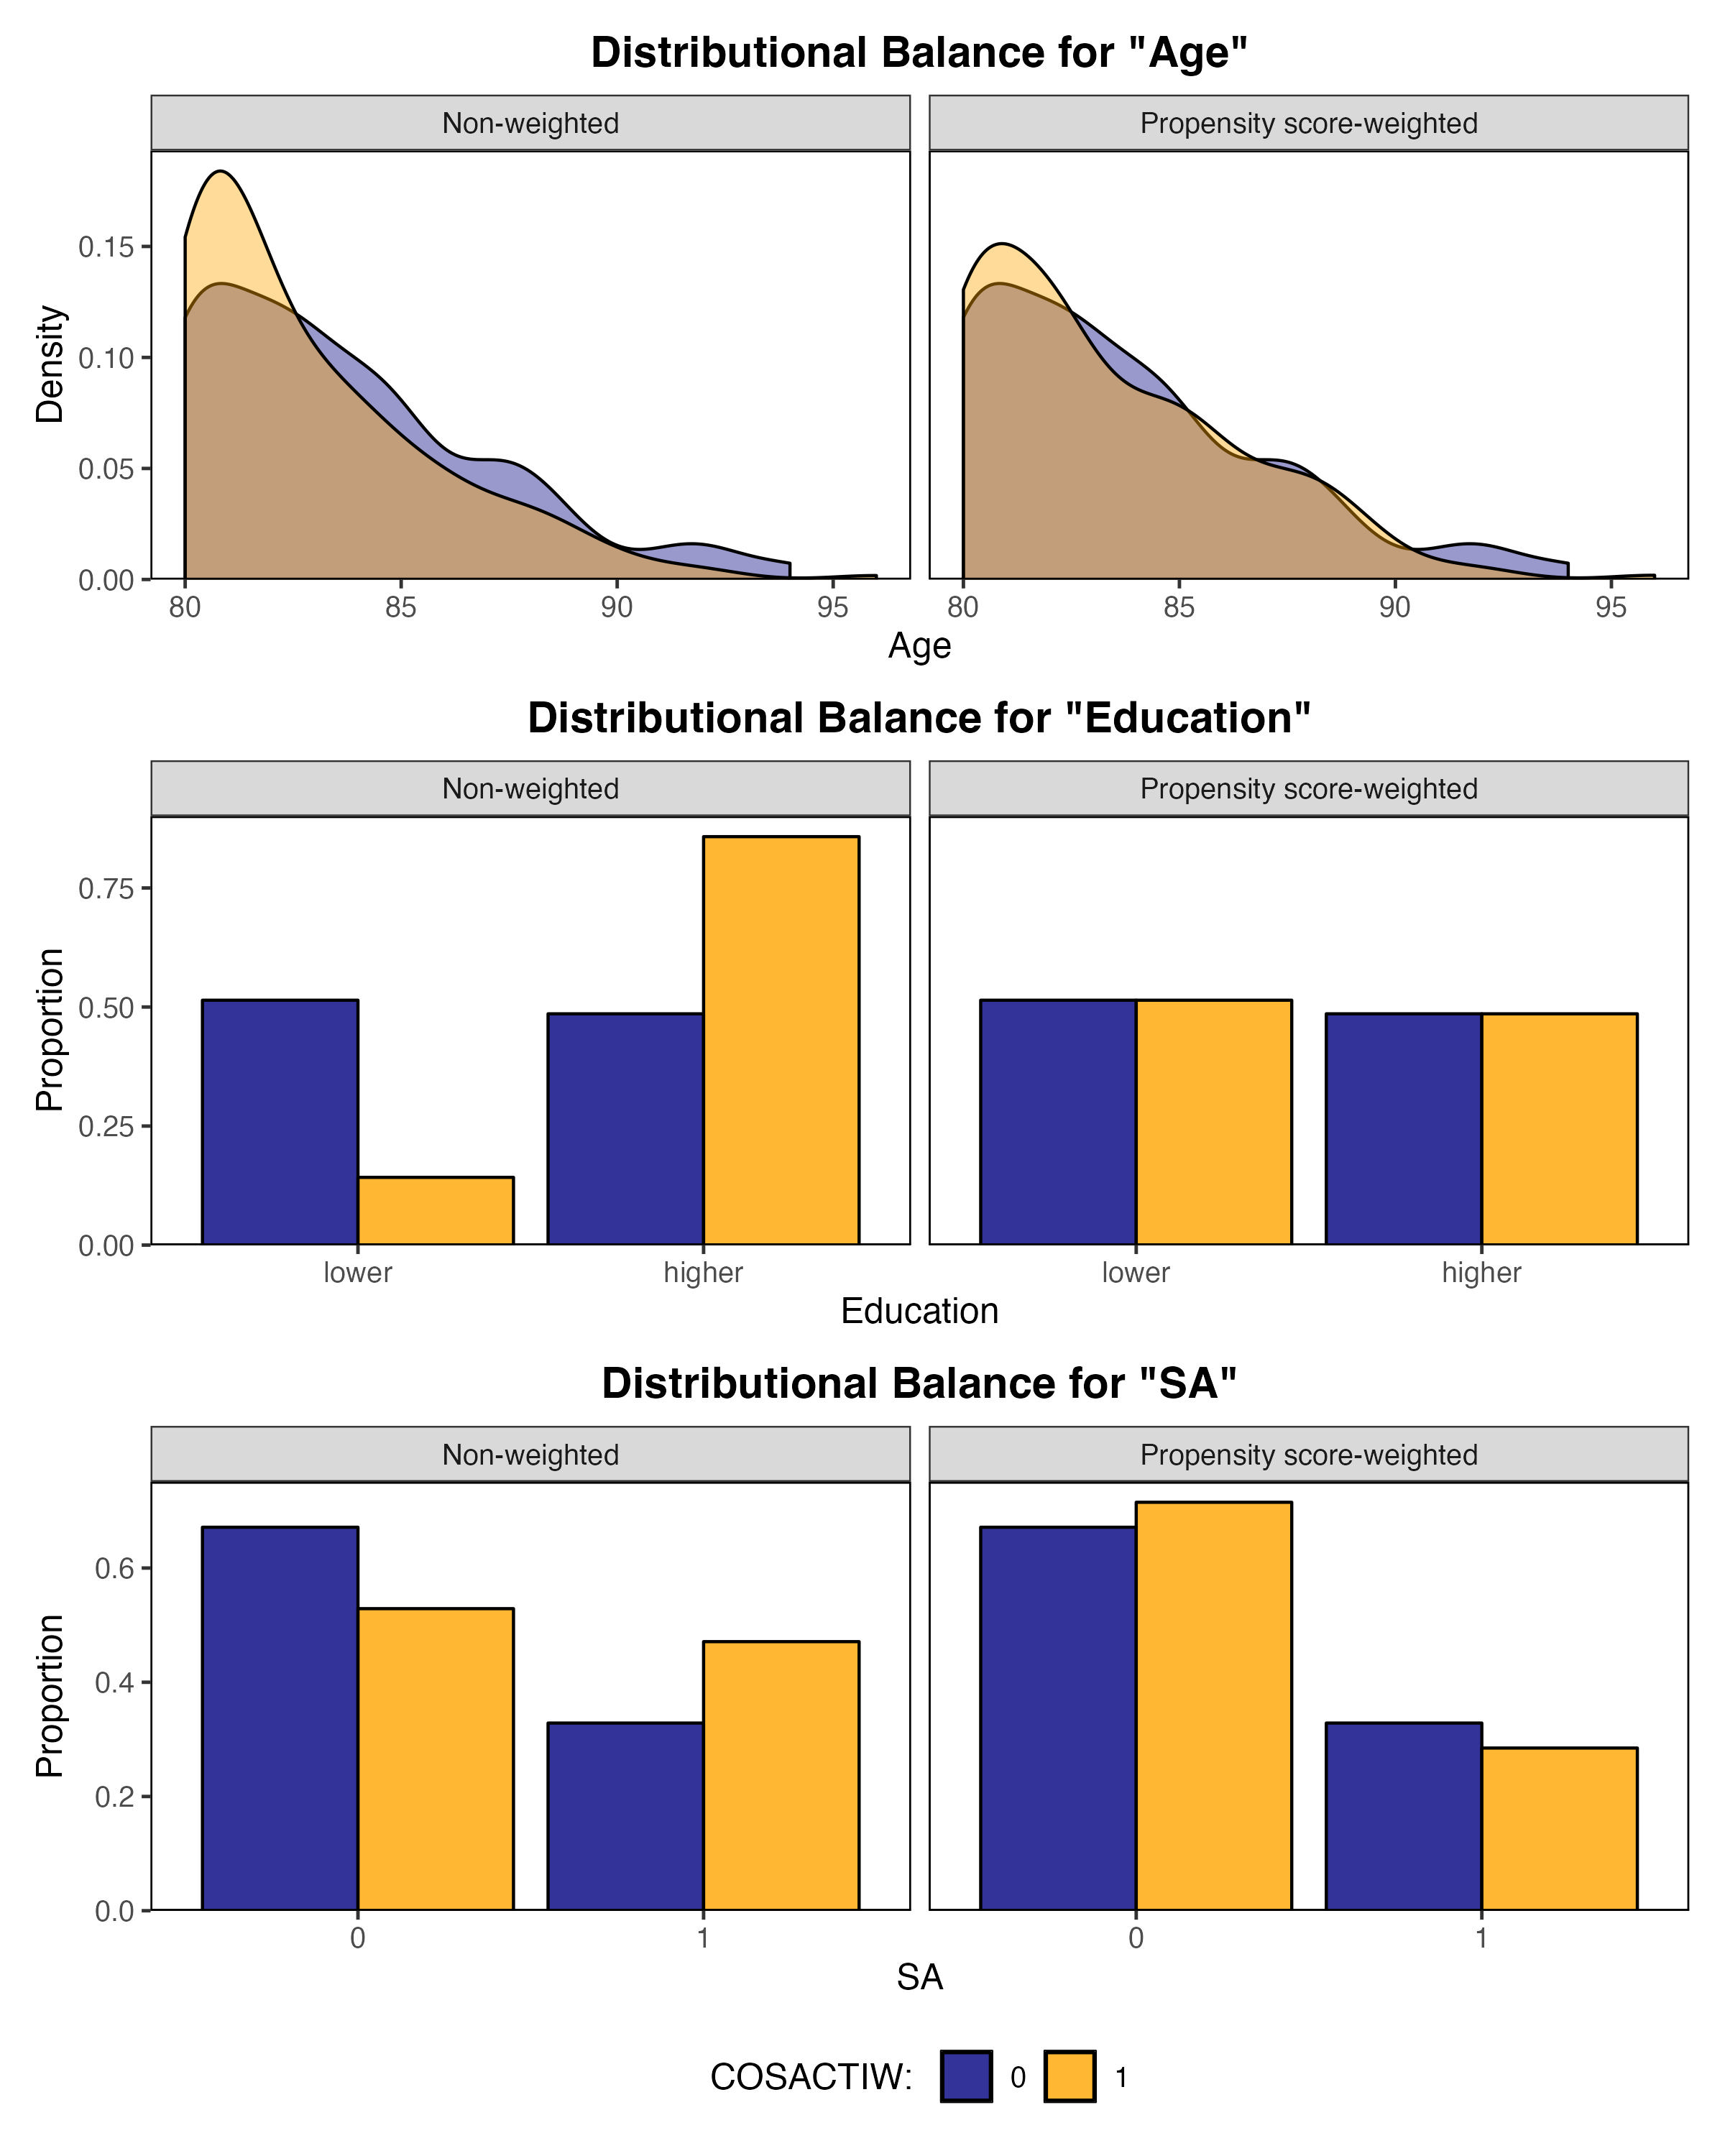 Distributional Balance for "Age"
Non-weighted Propensity score-weighted
Density
0.15
0.10
0.05
0.00
80 85 90 95 80 85 90 95
Age
Distributional Balance for "Education"
Non-weighted Propensity score-weighted
Proportion
0.75
0.50
0.25
0.00
lower higher lower higher
Education
Distributional Balance for "SA"
Non-weighted Propensity score-weighted
Proportion
0.6
0.4
0.2
0.0
0 1 0 1
SA
COSACTIW: 0 1